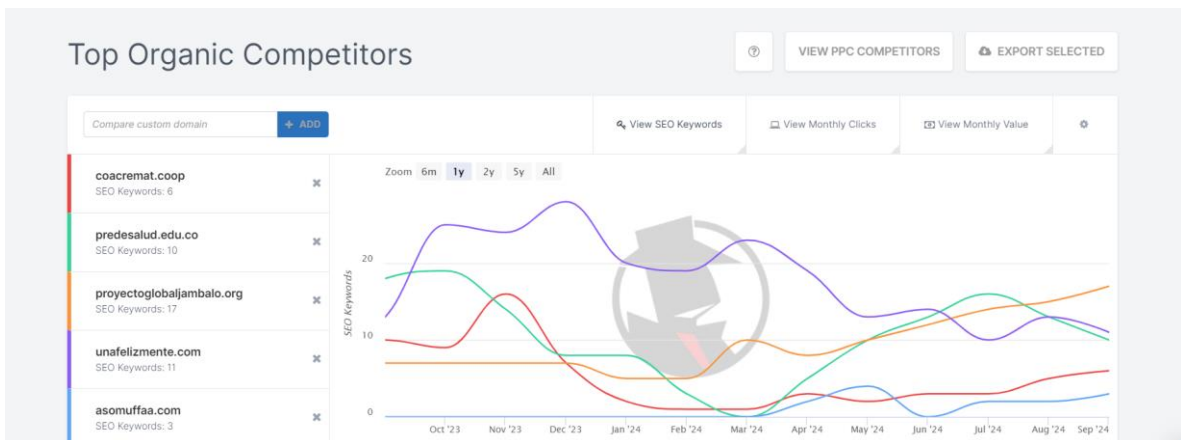 Top Organic Competitors
VIEW PPC COMPETITORS
EXPORT SELECTED
Compare custom domain
+ ADD
View SEO Keywords
View Monthly Clicks
View Monthly Value
coacremat.coop
SEO Keywords: 6
predesalud.edu.co
SEO Keywords: 10
proyectoglobaljambalo.org
SEO Keywords: 17
unafelizmente.com
SEO Keywords: 11
asomuffaa.com
SEO Keywords: 3
Zoom 6m 1y 2y 5y All
SEO Keywords
20
10
0
Oct '23 Nov '23 Dec '23 Jan '24 Feb '24 Mar '24 Apr '24 May '24 Jun '24 Jul '24 Aug '24 Sep '24